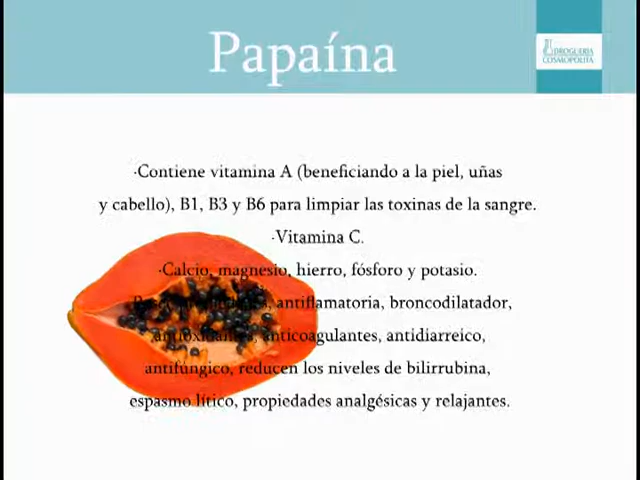 Papaína
DROGUERIA
COSMOPOLITA
·Contiene vitamina A (beneficiando a la piel, uñas
y cabello), B1, B3 y B6 para limpiar las toxinas de la sangre.
·Vitamina C.
·Calcio, magnesio, hierro, fósforo y potasio.
antiflamatoria, broncodilatador,
antioxidantes, anticoagulantes, antidiarreico,
antifúngico, reducen los niveles de bilirrubina,
espasmo lítico, propiedades analgésicas y relajantes.